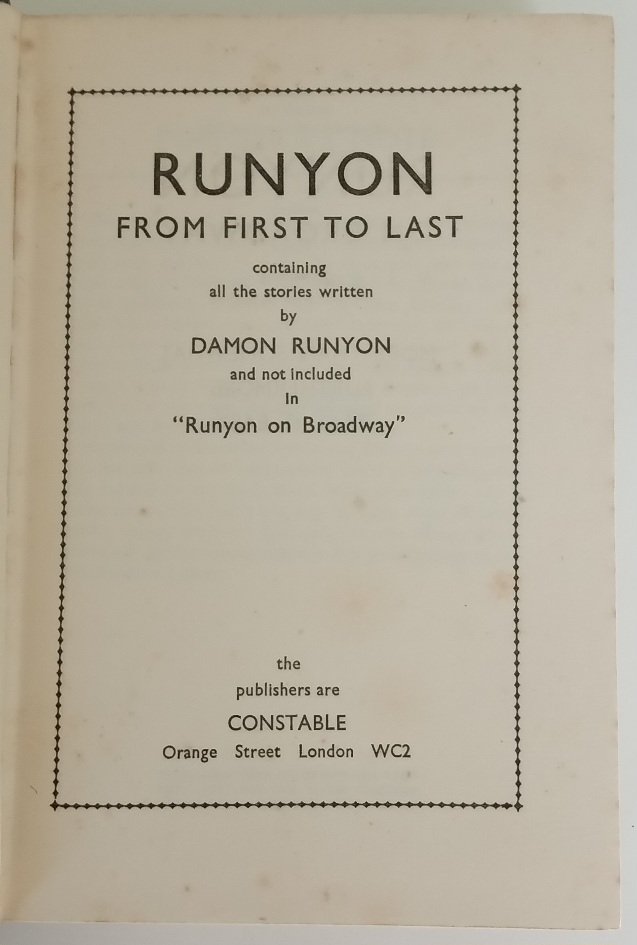 RUNYON
FROM FIRST TO LAST
containing
all the stories written
by
DAMON RUNYON
and not included
in
“Runyon on Broadway”
the
publishers are
CONSTABLE
Orange Street London WC2